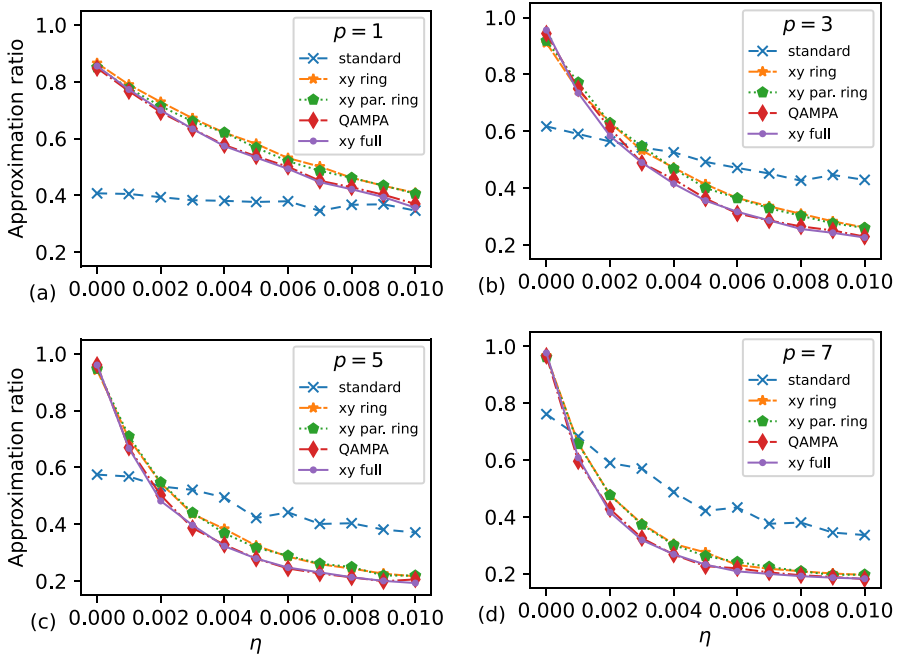 Approximation ratio
1.0
0.8
0.6
0.4
0.2
p = 1
standard
xy ring
xy par. ring
QAMPA
xy full
0.000 0.002 0.004 0.006 0.008 0.010
(a)
1.0
0.8
0.6
0.4
0.2
p = 3
standard
xy ring
xy par. ring
QAMPA
xy full
0.000 0.002 0.004 0.006 0.008 0.010
(b)
Approximation ratio
1.0
0.8
0.6
0.4
0.2
p = 5
standard
xy ring
xy par. ring
QAMPA
xy full
0.000 0.002 0.004 0.006 0.008 0.010
(c)
η
1.0
0.8
0.6
0.4
0.2
p = 7
standard
xy ring
xy par. ring
QAMPA
xy full
0.000 0.002 0.004 0.006 0.008 0.010
(d)
η